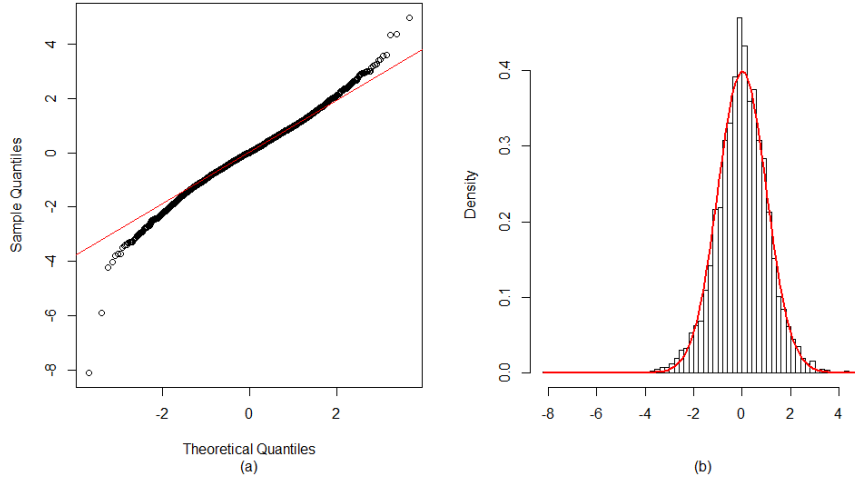 Sample Quantiles
4
2
0
-2
-4
-6
-8
-2 0 2
Theoretical Quantiles
(a)
Density
0.4
0.3
0.2
0.1
0.0
-8 -6 -4 -2 0 2 4
(b)